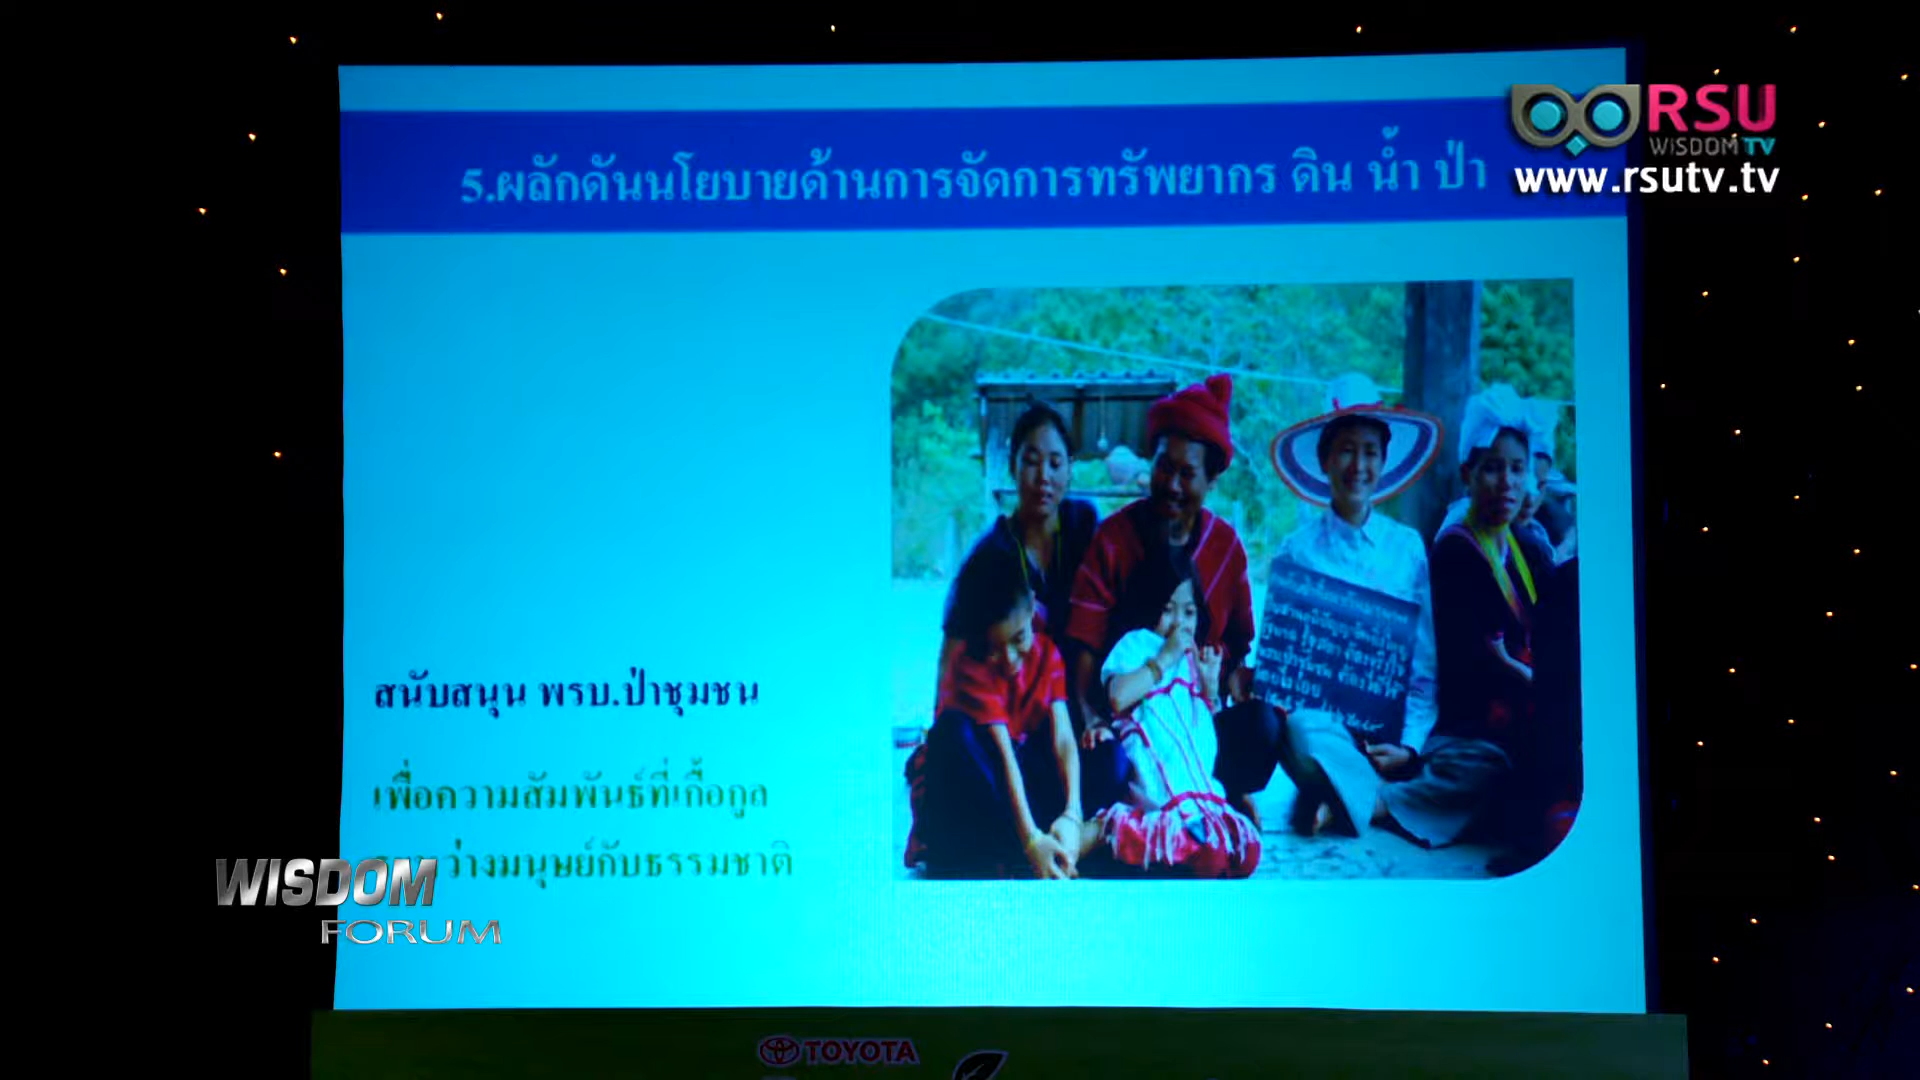 RSU
WISDOM TV
www.rsutv.tv
5.ผลักดันนโยบายด้านการจัดการทรัพยากร ดิน น้ำ ป่า
สนับสนุน พรบ.ป่าชุมชน
เพื่อความสัมพันธ์ที่เกื้อกูล
ระหว่างมนุษย์กับธรรมชาติ
WISDOM
FORUM
TOYOTA